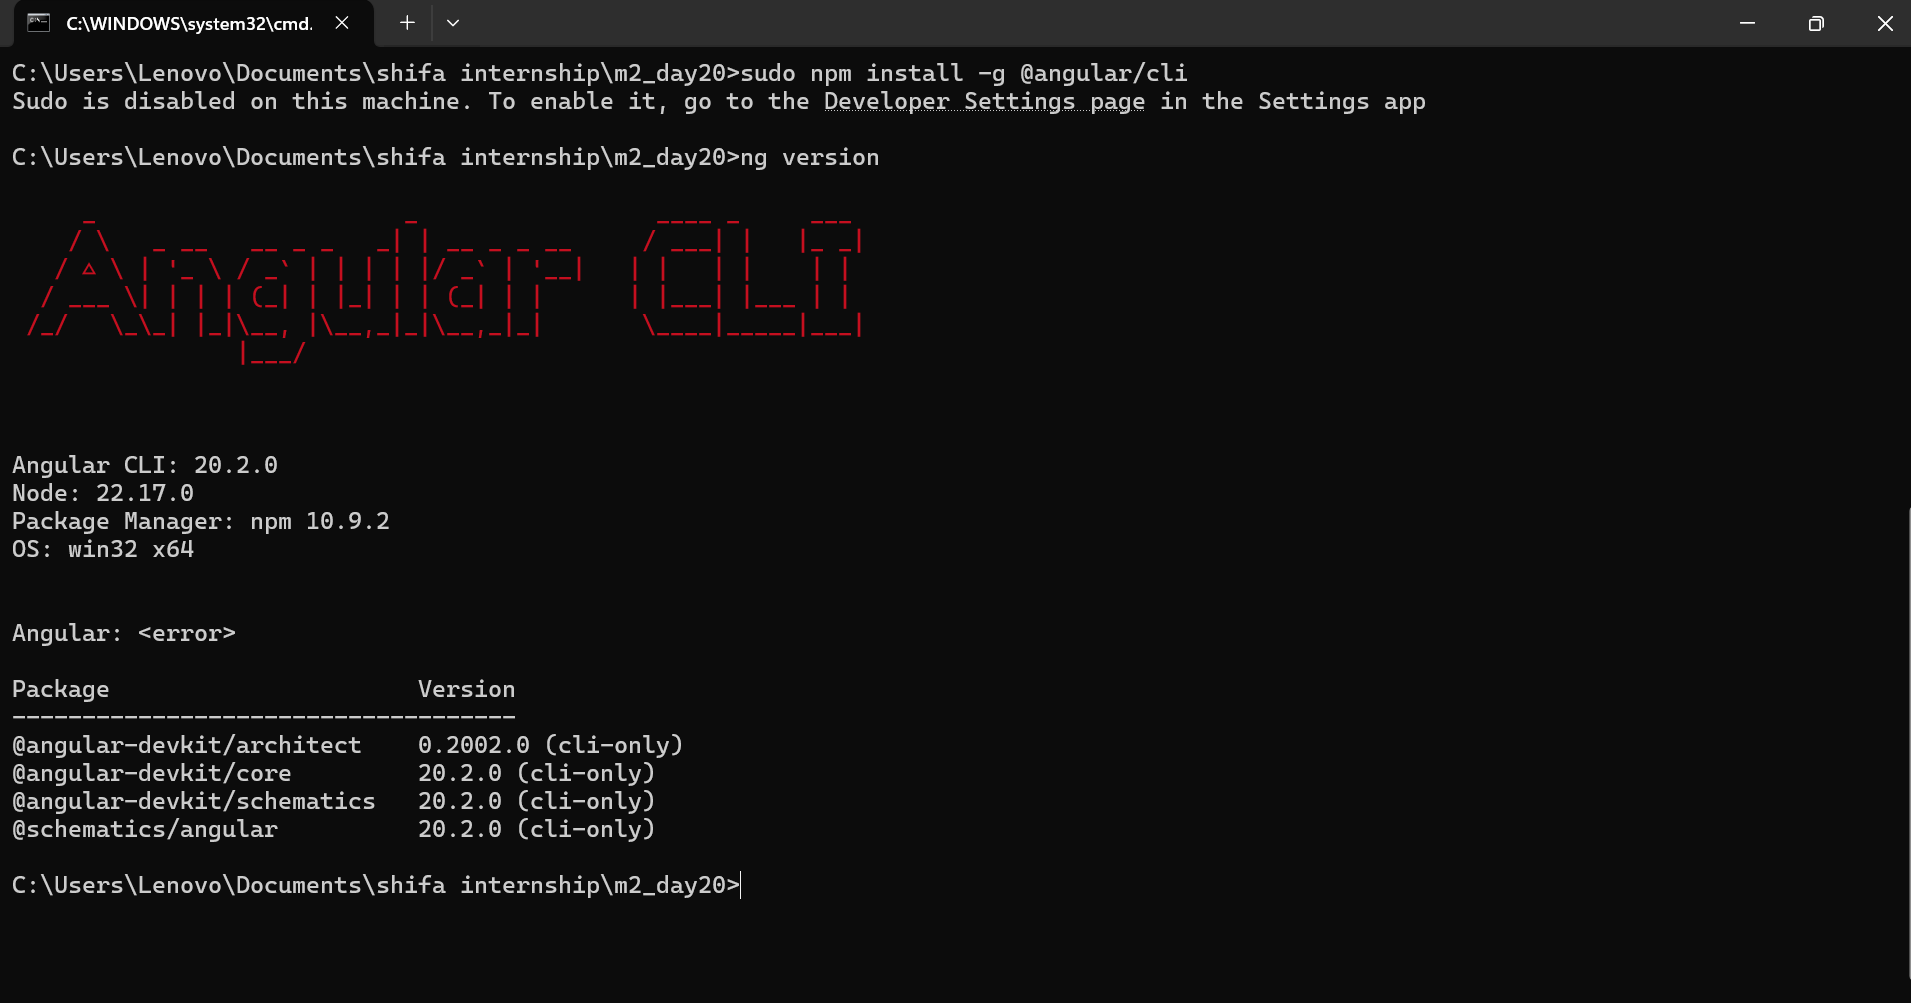 C:\WINDOWS\system32\cmd.
C:\Users\Lenovo\Documents\shifa internship\m2_day20>sudo npm install -g @angular/cli
Sudo is disabled on this machine. To enable it, go to the Developer Settings page in the Settings app
C:\Users\Lenovo\Documents\shifa internship\m2_day20>ng version
Angular CLI
Angular CLI: 20.2.0
Node: 22.17.0
Package Manager: npm 10.9.2
OS: win32 x64
Angular: <error>
Package                      Version
------------------------------------
@angular-devkit/architect    0.2002.0 (cli-only)
@angular-devkit/core         20.2.0 (cli-only)
@angular-devkit/schematics   20.2.0 (cli-only)
@schematics/angular          20.2.0 (cli-only)
C:\Users\Lenovo\Documents\shifa internship\m2_day20>